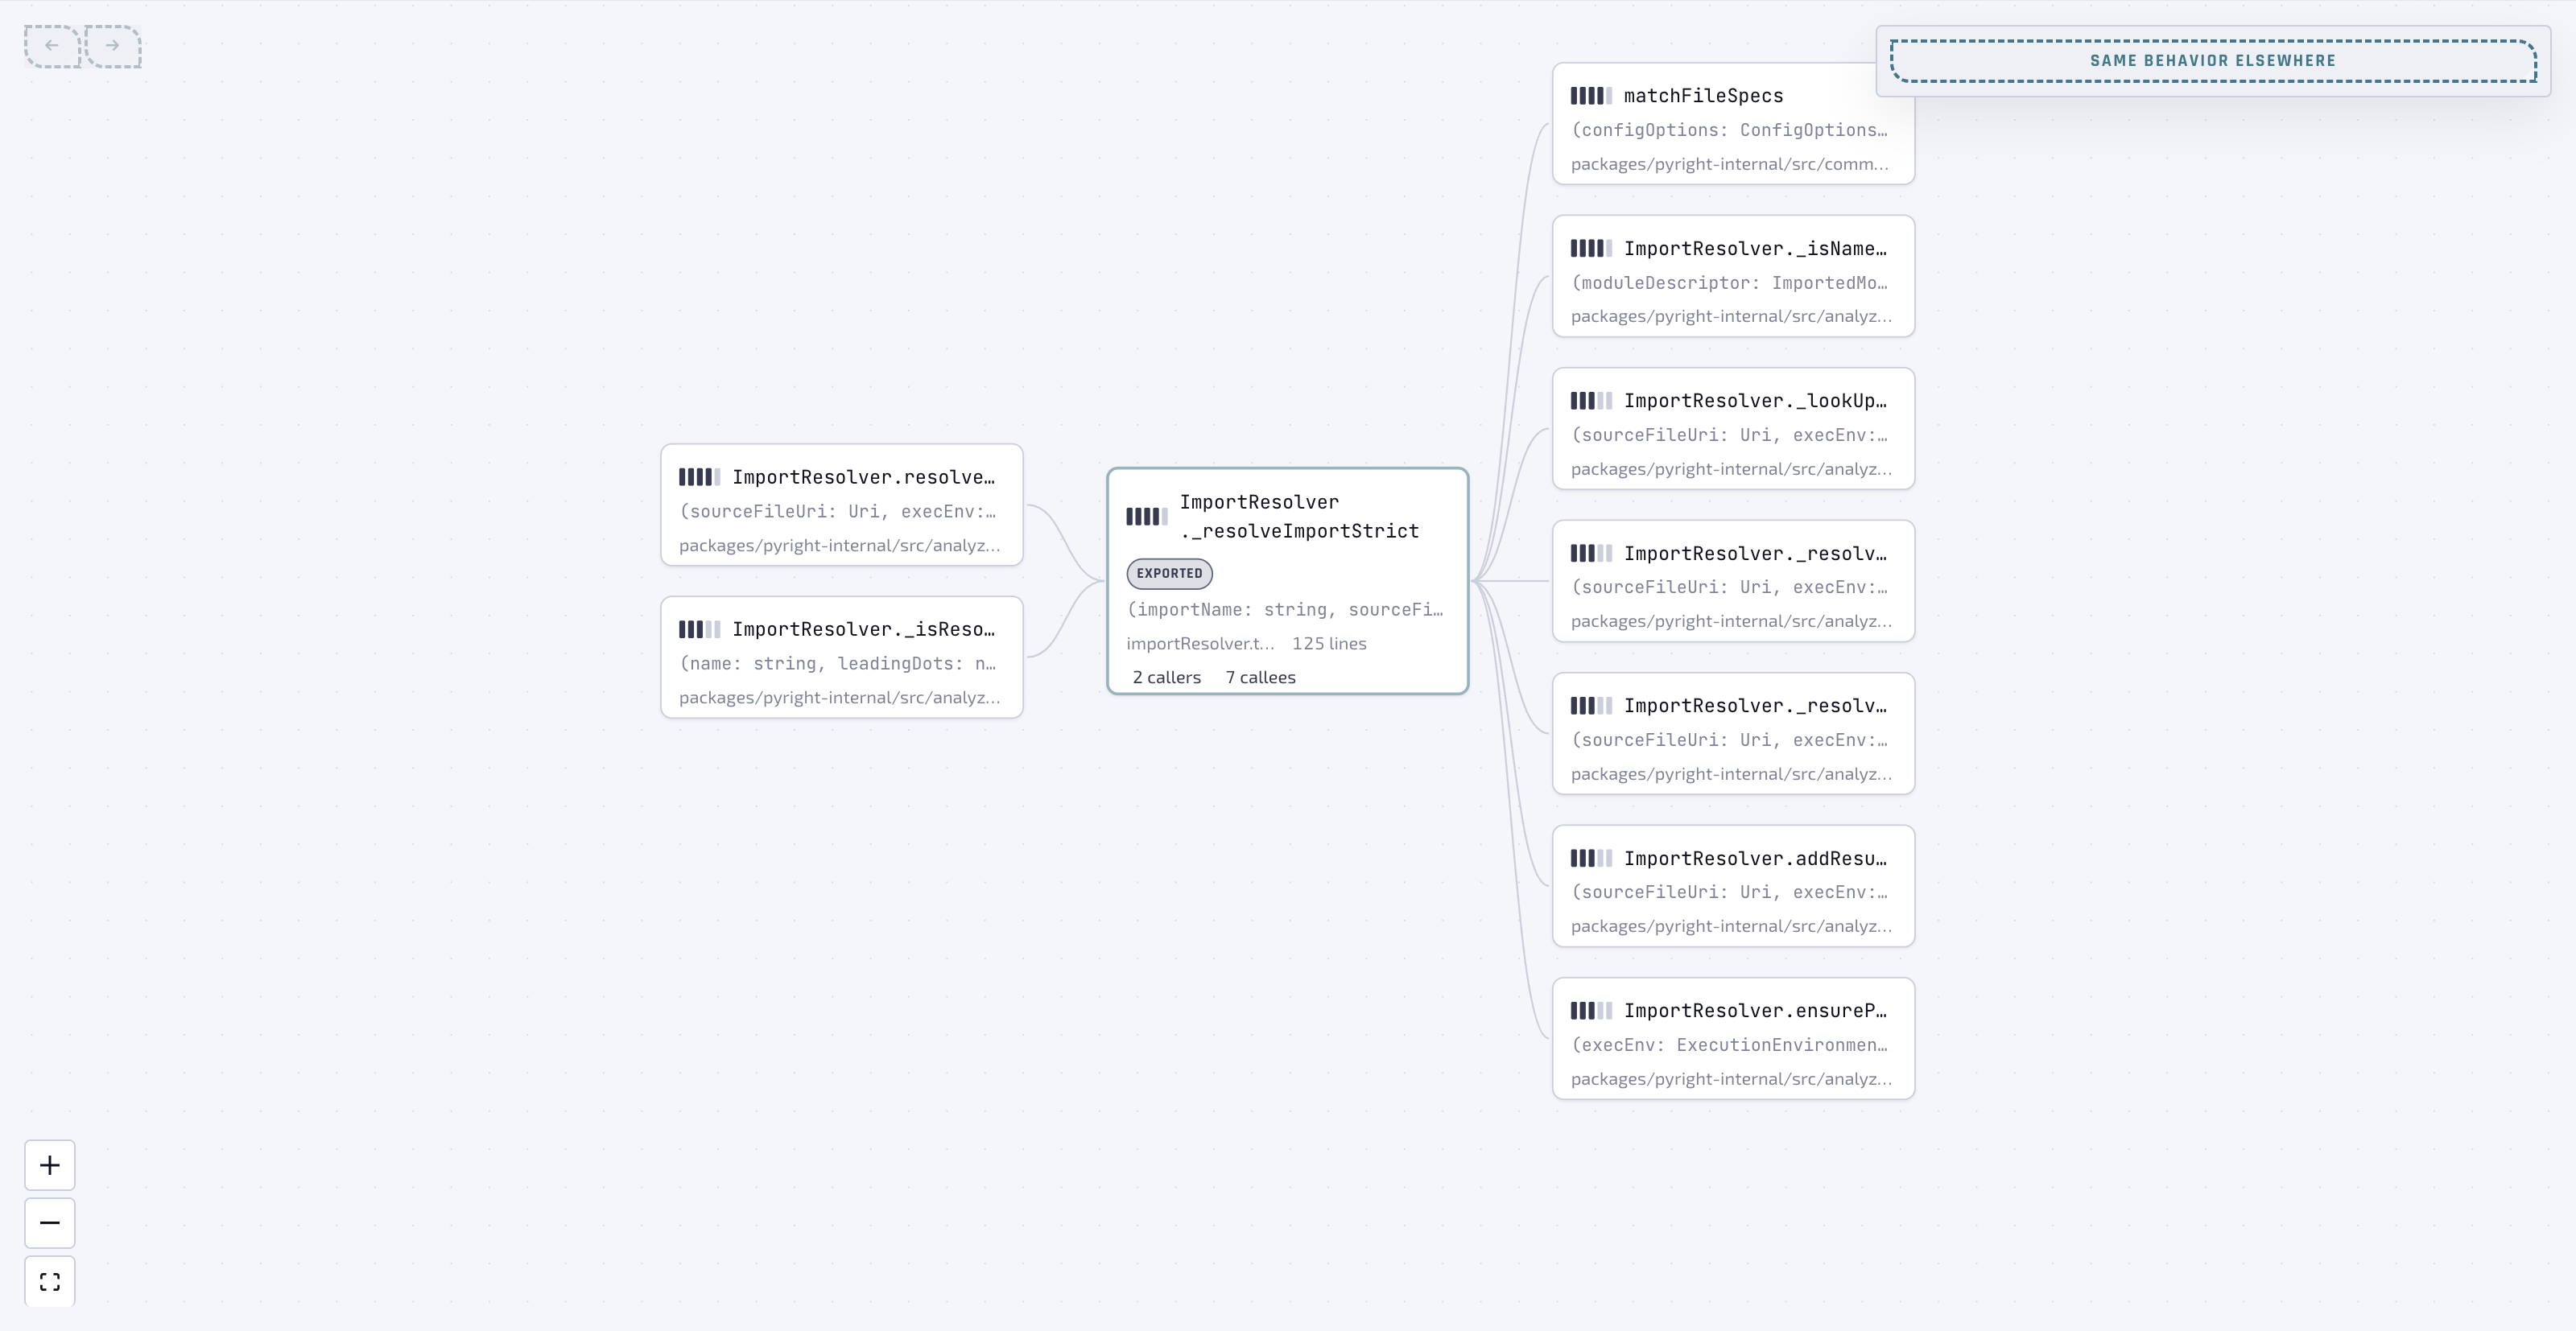 SAME BEHAVIOR ELSEWHERE
ImportResolver.resolve…
(sourceFileUri: Uri, execEnv:…
packages/pyright-internal/src/analyz…
ImportResolver._isReso…
(name: string, leadingDots: n…
packages/pyright-internal/src/analyz…
ImportResolver
._resolveImportStrict
EXPORTED
(importName: string, sourceFi…
importResolver.t… 125 lines
2 callers 7 callees
matchFileSpecs
(configOptions: ConfigOptions…
packages/pyright-internal/src/comm…
ImportResolver._isName…
(moduleDescriptor: ImportedMo…
packages/pyright-internal/src/analyz…
ImportResolver._lookUp…
(sourceFileUri: Uri, execEnv:…
packages/pyright-internal/src/analyz…
ImportResolver._resolv…
(sourceFileUri: Uri, execEnv:…
packages/pyright-internal/src/analyz…
ImportResolver._resolv…
(sourceFileUri: Uri, execEnv:…
packages/pyright-internal/src/analyz…
ImportResolver.addResu…
(sourceFileUri: Uri, execEnv:…
packages/pyright-internal/src/analyz…
ImportResolver.ensureP…
(execEnv: ExecutionEnvironmen…
packages/pyright-internal/src/analyz…